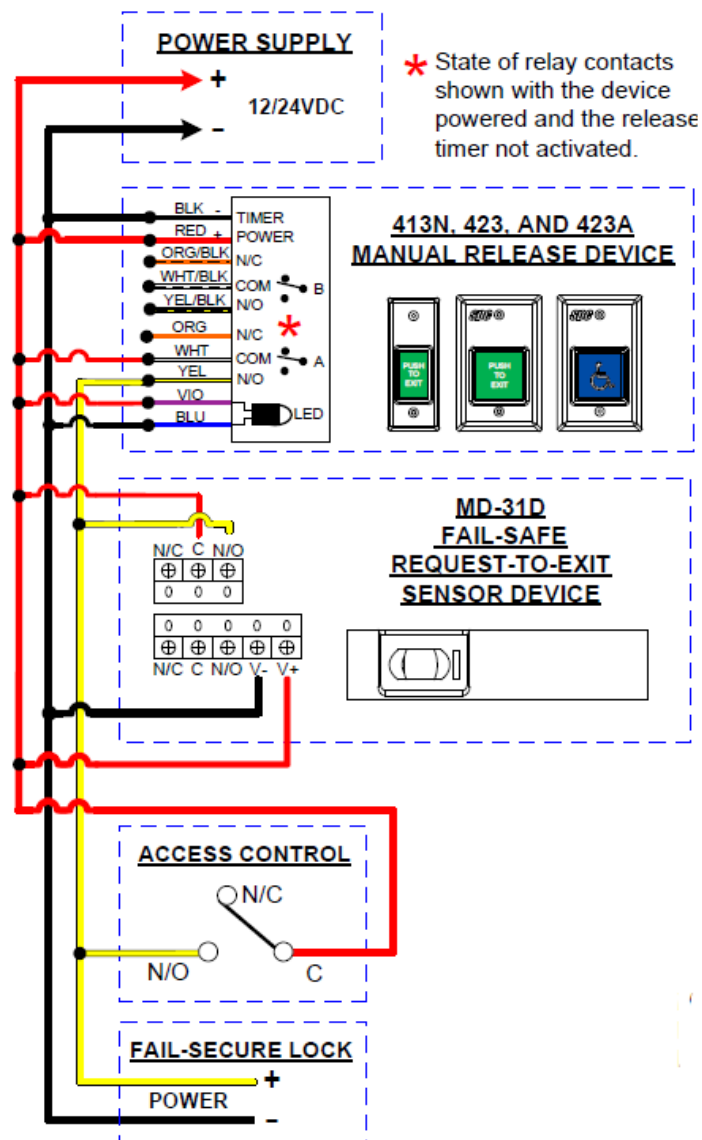 POWER SUPPLY
+
12/24VDC
-
* State of relay contacts
shown with the device
powered and the release
timer not activated.
413N, 423, AND 423A
MANUAL RELEASE DEVICE
BLK - TIMER
RED + POWER
ORG/BLK N/C
WHT/BLK COM B
YEL/BLK N/O
ORG N/C *
WHT COM A
YEL N/O
VIO
LED
BLU
SDC SDC
PUSH
TO
EXIT
PUSH
TO
EXIT
MD-31D
FAIL-SAFE
REQUEST-TO-EXIT
SENSOR DEVICE
N/C C N/O
0 0 0
0 0 0 0 0
N/C C N/O V- V+
ACCESS CONTROL
N/C
N/O
C
FAIL-SECURE LOCK
+
POWER
-